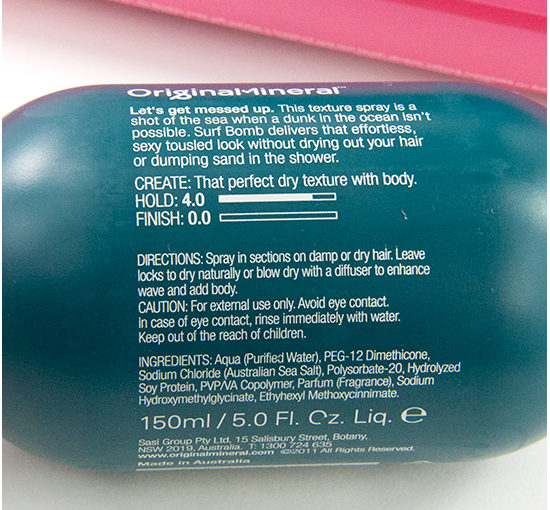 OriginalMineral™
Let's get messed up. This texture spray is a
shot of the sea when a dunk in the ocean isn't
possible. Surf Bomb delivers that effortless,
sexy tousled look without drying out your hair
or dumping sand in the shower.
CREATE: That perfect dry texture with body.
HOLD: 4.0
FINISH: 0.0
DIRECTIONS: Spray in sections on damp or dry hair. Leave
locks to dry naturally or blow dry with a diffuser to enhance
wave and add body.
CAUTION: For external use only. Avoid eye contact.
In case of eye contact, rinse immediately with water.
Keep out of the reach of children.
INGREDIENTS: Aqua (Purified Water), PEG-12 Dimethicone,
Sodium Chloride (Australian Sea Salt), Polysorbate-20, Hydrolyzed
Soy Protein, PVP/VA Copolymer, Parfum (Fragrance), Sodium
Hydroxymethylglycinate, Ethyhexyl Methoxycinnimate.
150ml / 5.0 Fl. Oz. Liq. ℮
Sasi Group Pty Ltd, 15 Salisbury Street, Botany,
NSW 2019, Australia. T: 1300 724 635
www.originalmineral.com ©2011 All Rights Reserved.
Made in Australia